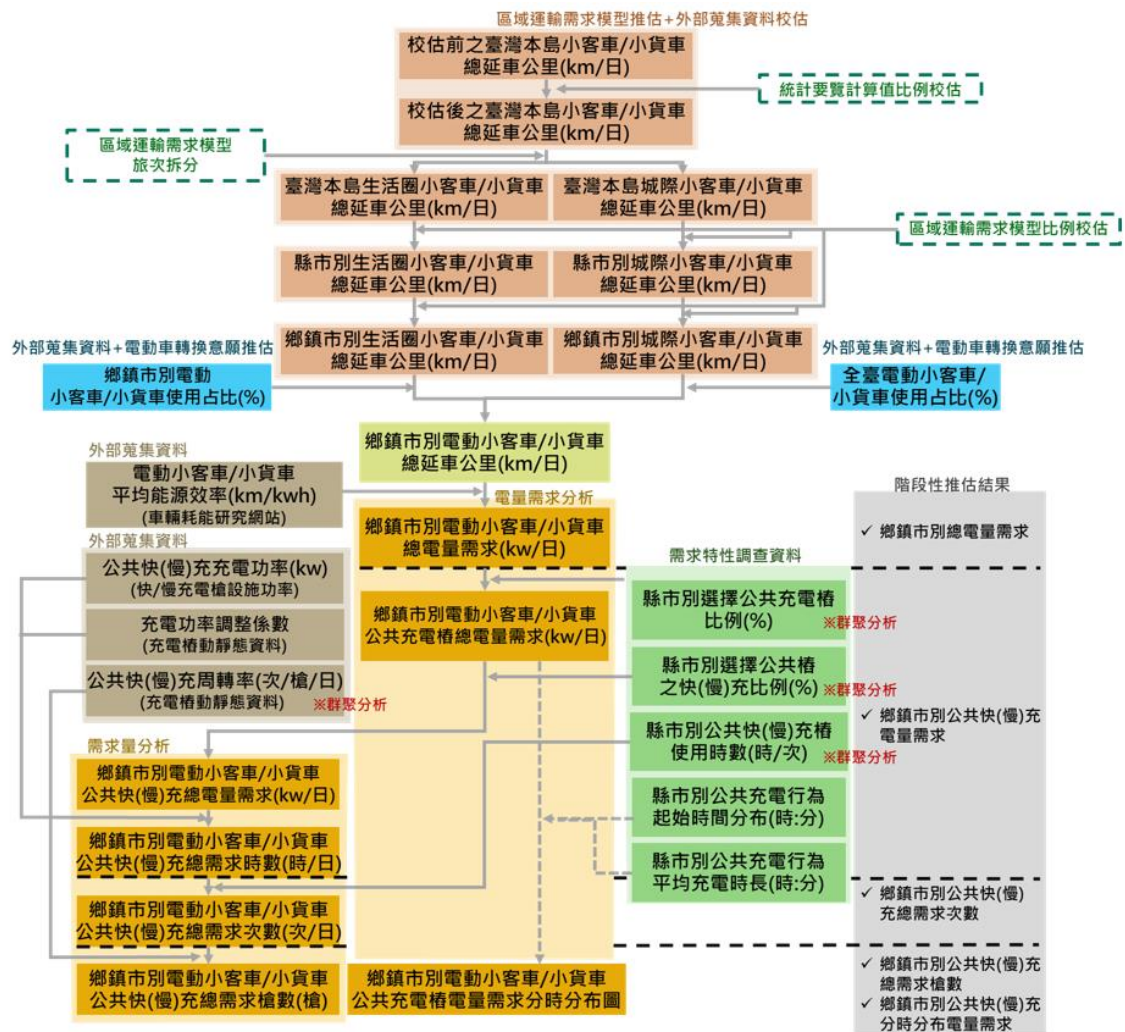 區域運輸需求模型推估+外部蒐集資料校估
校估前之臺灣本島小客車/小貨車
總延車公里(km/日)
統計要覽計算值比例校估
校估後之臺灣本島小客車/小貨車
總延車公里(km/日)
區域運輸需求模型
旅次拆分
臺灣本島生活圈小客車/小貨車
總延車公里(km/日)
臺灣本島城際小客車/小貨車
總延車公里(km/日)
區域運輸需求模型比例校估
縣市別生活圈小客車/小貨車
總延車公里(km/日)
縣市別城際小客車/小貨車
總延車公里(km/日)
鄉鎮市別生活圈小客車/小貨車
總延車公里(km/日)
鄉鎮市別城際小客車/小貨車
總延車公里(km/日)
外部蒐集資料+電動車轉換意願推估
鄉鎮市別電動
小客車/小貨車使用占比(%)
外部蒐集資料+電動車轉換意願推估
全臺電動小客車/
小貨車使用占比(%)
鄉鎮市別電動小客車/小貨車
總延車公里(km/日)
外部蒐集資料
電動小客車/小貨車
平均能源效率(km/kwh)
(車輛耗能研究網站)
電量需求分析
鄉鎮市別電動小客車/小貨車
總電量需求(kw/日)
階段性推估結果
✓ 鄉鎮市別總電量需求
外部蒐集資料
公共快(慢)充充電功率(kw)
(快/慢充電槍設施功率)
充電功率調整係數
(充電樁動靜態資料)
公共快(慢)充周轉率(次/槍/日)
(充電樁動靜態資料)
※群聚分析
鄉鎮市別電動小客車/小貨車
公共充電樁總電量需求(kw/日)
需求特性調查資料
縣市別選擇公共充電樁
比例(%)
※群聚分析
縣市別選擇公共樁
之快(慢)充比例(%)
※群聚分析
縣市別公共快(慢)充樁
使用時數(時/次)
※群聚分析
縣市別公共充電行為
起始時間分布(時:分)
縣市別公共充電行為
平均充電時長(時:分)
✓ 鄉鎮市別公共快(慢)充
電量需求
需求量分析
鄉鎮市別電動小客車/小貨車
公共快(慢)充總電量需求(kw/日)
鄉鎮市別電動小客車/小貨車
公共快(慢)充總需求時數(時/日)
鄉鎮市別電動小客車/小貨車
公共快(慢)充總需求次數(次/日)
✓ 鄉鎮市別公共快(慢)
充總需求次數
鄉鎮市別電動小客車/小貨車
公共快(慢)充總需求槍數(槍)
鄉鎮市別電動小客車/小貨車
公共充電樁電量需求分時分布圖
✓ 鄉鎮市別公共快(慢)充
總需求槍數
✓ 鄉鎮市別公共快(慢)充
分時分布電量需求